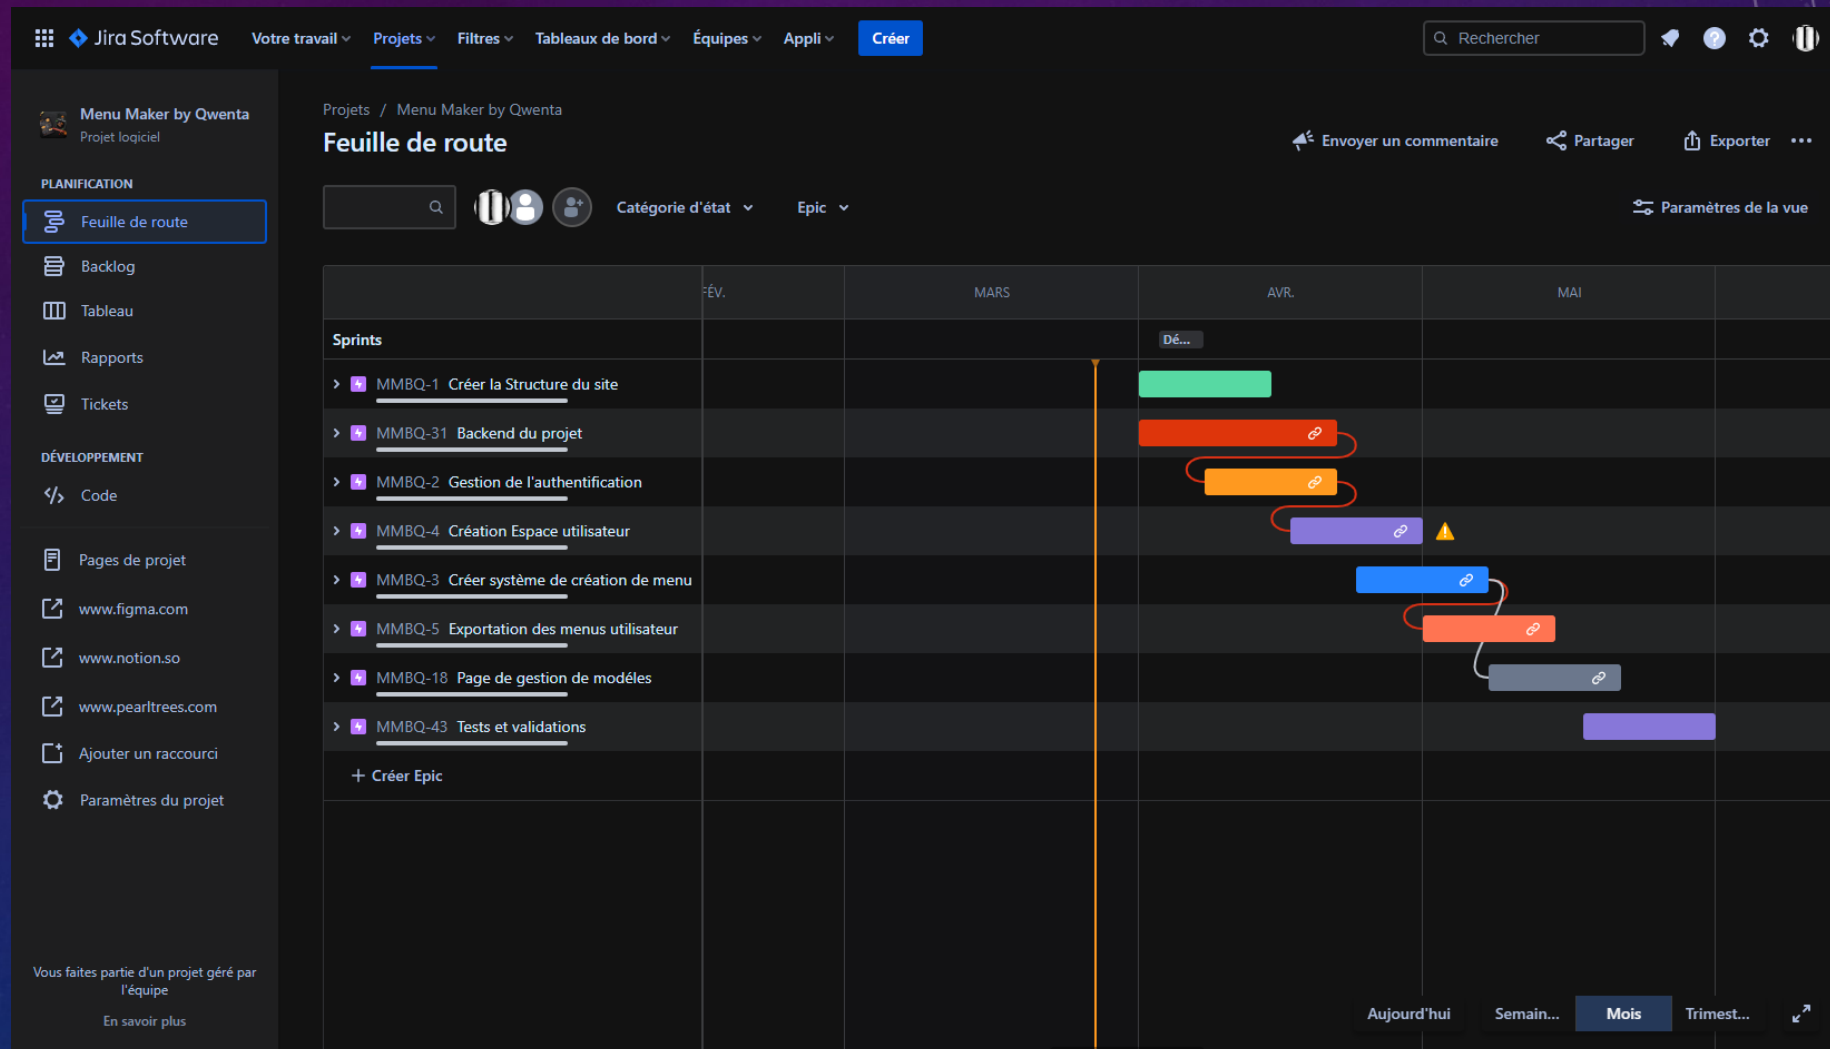 Jira Software Votre travail Projets Filtres Tableaux de bord Équipes Appli Créer Rechercher
Menu Maker by Qwenta
Projet logiciel
PLANIFICATION
Feuille de route
Backlog
Tableau
Rapports
Tickets
DÉVELOPPEMENT
Code
Pages de projet
www.figma.com
www.notion.so
www.pearltrees.com
Ajouter un raccourci
Paramètres du projet
Vous faites partie d'un projet géré par
l'équipe
En savoir plus
Projets / Menu Maker by Qwenta
Feuille de route
Envoyer un commentaire Partager Exporter
Catégorie d'état Epic Paramètres de la vue
FÉV. MARS AVR. MAI
Sprints Dé...
MMBQ-1 Créer la Structure du site
MMBQ-31 Backend du projet
MMBQ-2 Gestion de l'authentification
MMBQ-4 Création Espace utilisateur
MMBQ-3 Créer système de création de menu
MMBQ-5 Exportation des menus utilisateur
MMBQ-18 Page de gestion de modéles
MMBQ-43 Tests et validations
+ Créer Epic
Aujourd'hui Semain... Mois Trimest...